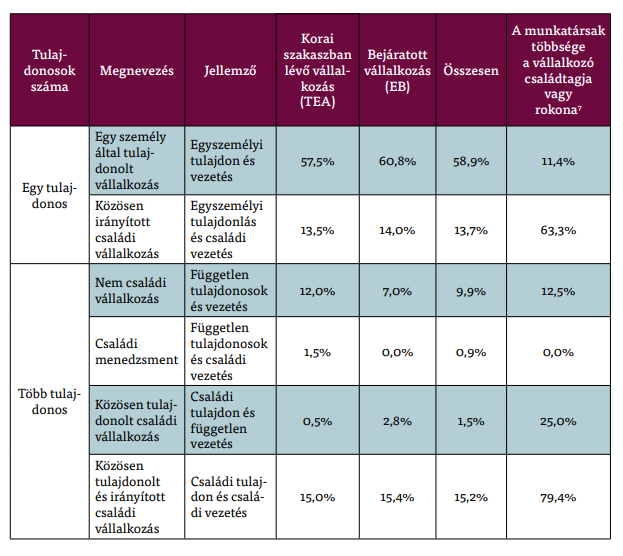 Tulaj-
donosok
száma
Megnevezés
Jellemző
Korai
szakaszban
lévő vállal-
kozás
(TEA)
Bejáratott
vállalkozás
(EB)
Összesen
A munkatársak
többsége
a vállalkozó
családtagja
vagy
rokona⁷
Egy tulaj-
donos
Egy személy
által tulaj-
donolt
vállalkozás
Egyszemélyi
tulajdon és
vezetés
57,5%
60,8%
58,9%
11,4%
Közösen
irányított
családi
vállalkozás
Egyszemélyi
tulajdonlás
és családi
vezetés
13,5%
14,0%
13,7%
63,3%
Több tulaj-
donos
Nem családi
vállalkozás
Független
tulajdonosok
és vezetés
12,0%
7,0%
9,9%
12,5%
Családi
menedzsment
Független
tulajdonosok
és családi
vezetés
1,5%
0,0%
0,9%
0,0%
Közösen tulaj-
donolt családi
vállalkozás
Családi
tulajdon és
független
vezetés
0,5%
2,8%
1,5%
25,0%
Közösen
tulajdonolt
és irányított
családi
vállalkozás
Családi tulaj-
don és csalá-
di vezetés
15,0%
15,4%
15,2%
79,4%